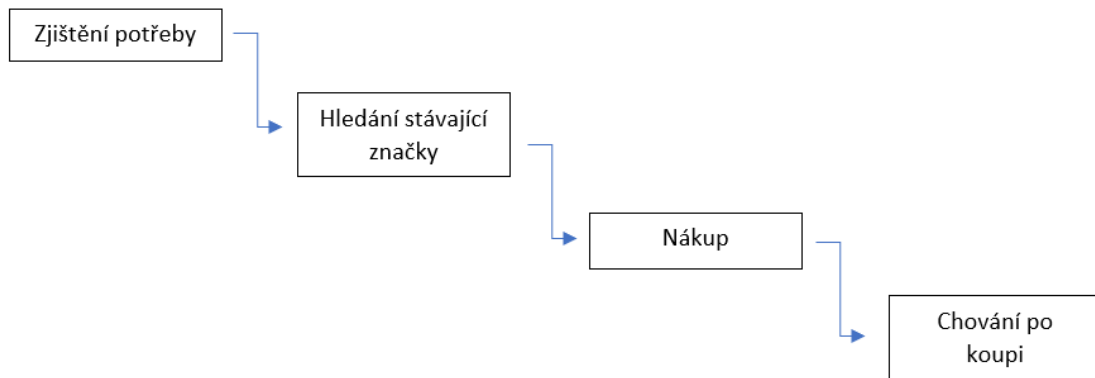 Zjištění potřeby
Hledání stávající
značky
Nákup
Chování po
koupi